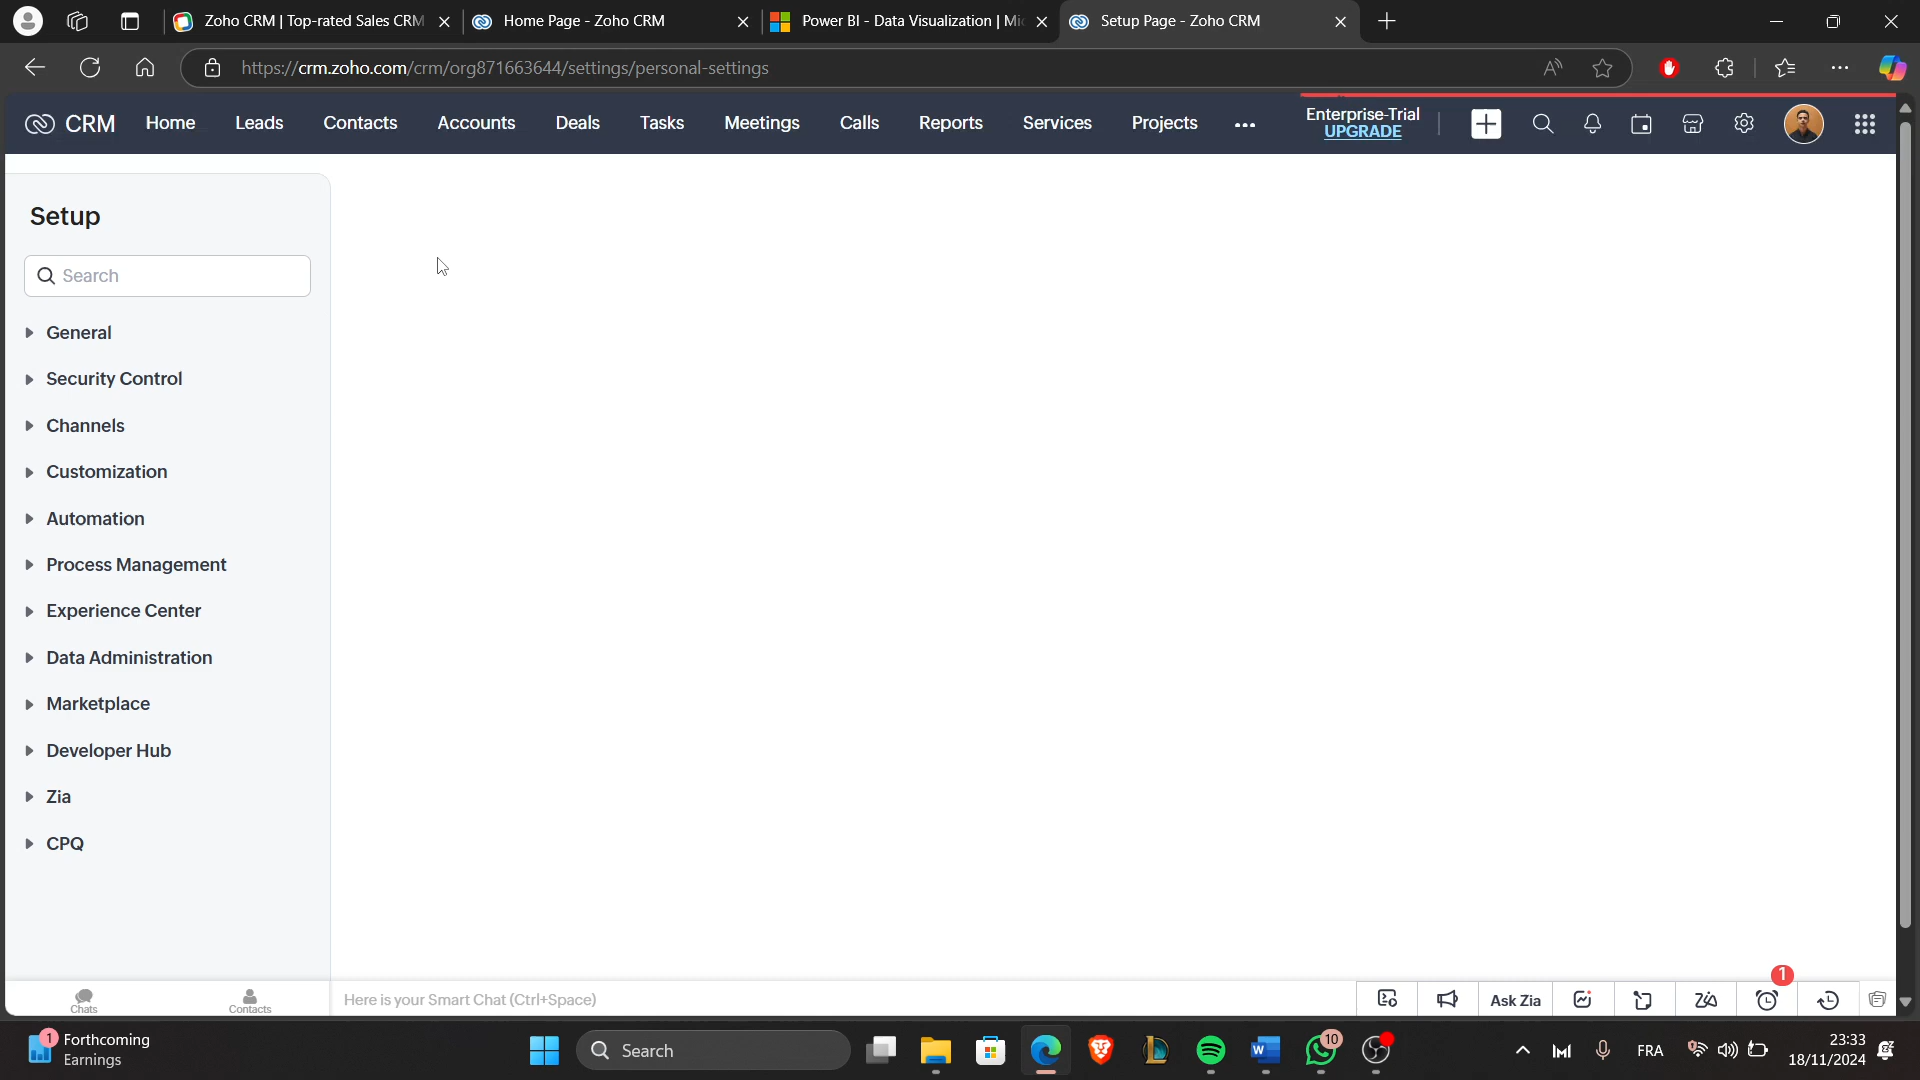 Zoho CRM | Top-rated Sales CRM
Home Page - Zoho CRM
Power BI - Data Visualization | Mi
Setup Page - Zoho CRM
https://crm.zoho.com/crm/org871663644/settings/personal-settings
CRM
Home
Leads
Contacts
Accounts
Deals
Tasks
Meetings
Calls
Reports
Services
Projects
Enterprise-Trial
UPGRADE
Setup
Search
General
Security Control
Channels
Customization
Automation
Process Management
Experience Center
Data Administration
Marketplace
Developer Hub
Zia
CPQ
Chats
Contacts
Here is your Smart Chat (Ctrl+Space)
Ask Zia
1
1
Forthcoming
Earnings
Search
10
FRA
23:33
18/11/2024